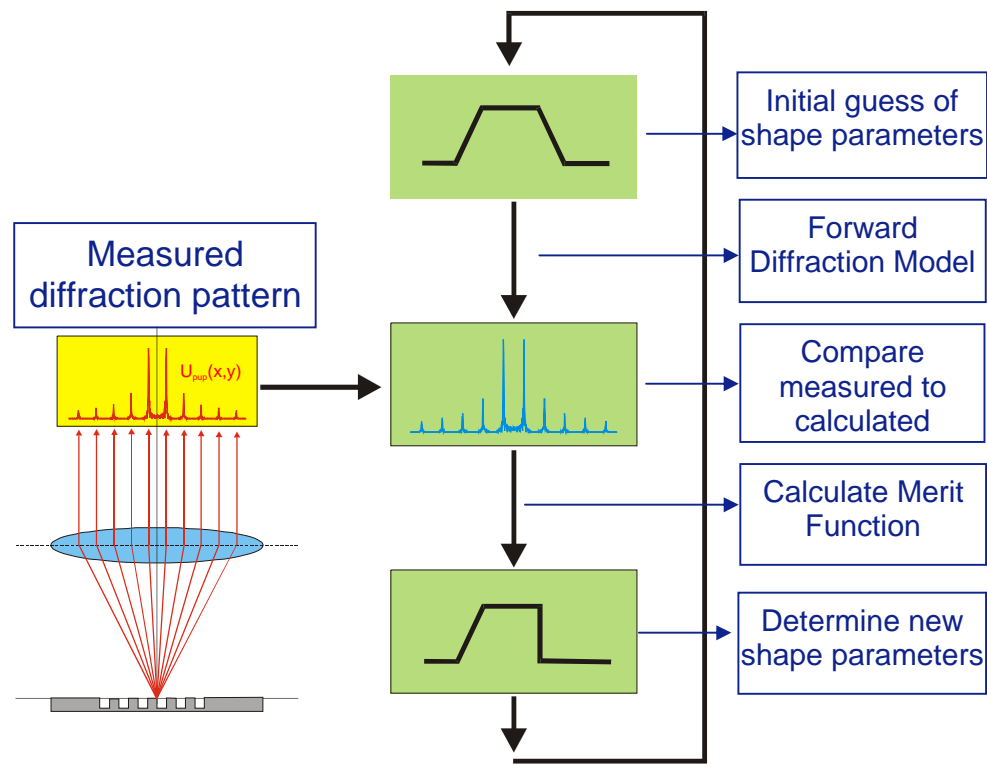 Initial guess of
shape parameters
Forward
Diffraction Model
Measured
diffraction pattern
U_pup(x,y)
Compare
measured to
calculated
Calculate Merit
Function
Determine new
shape parameters